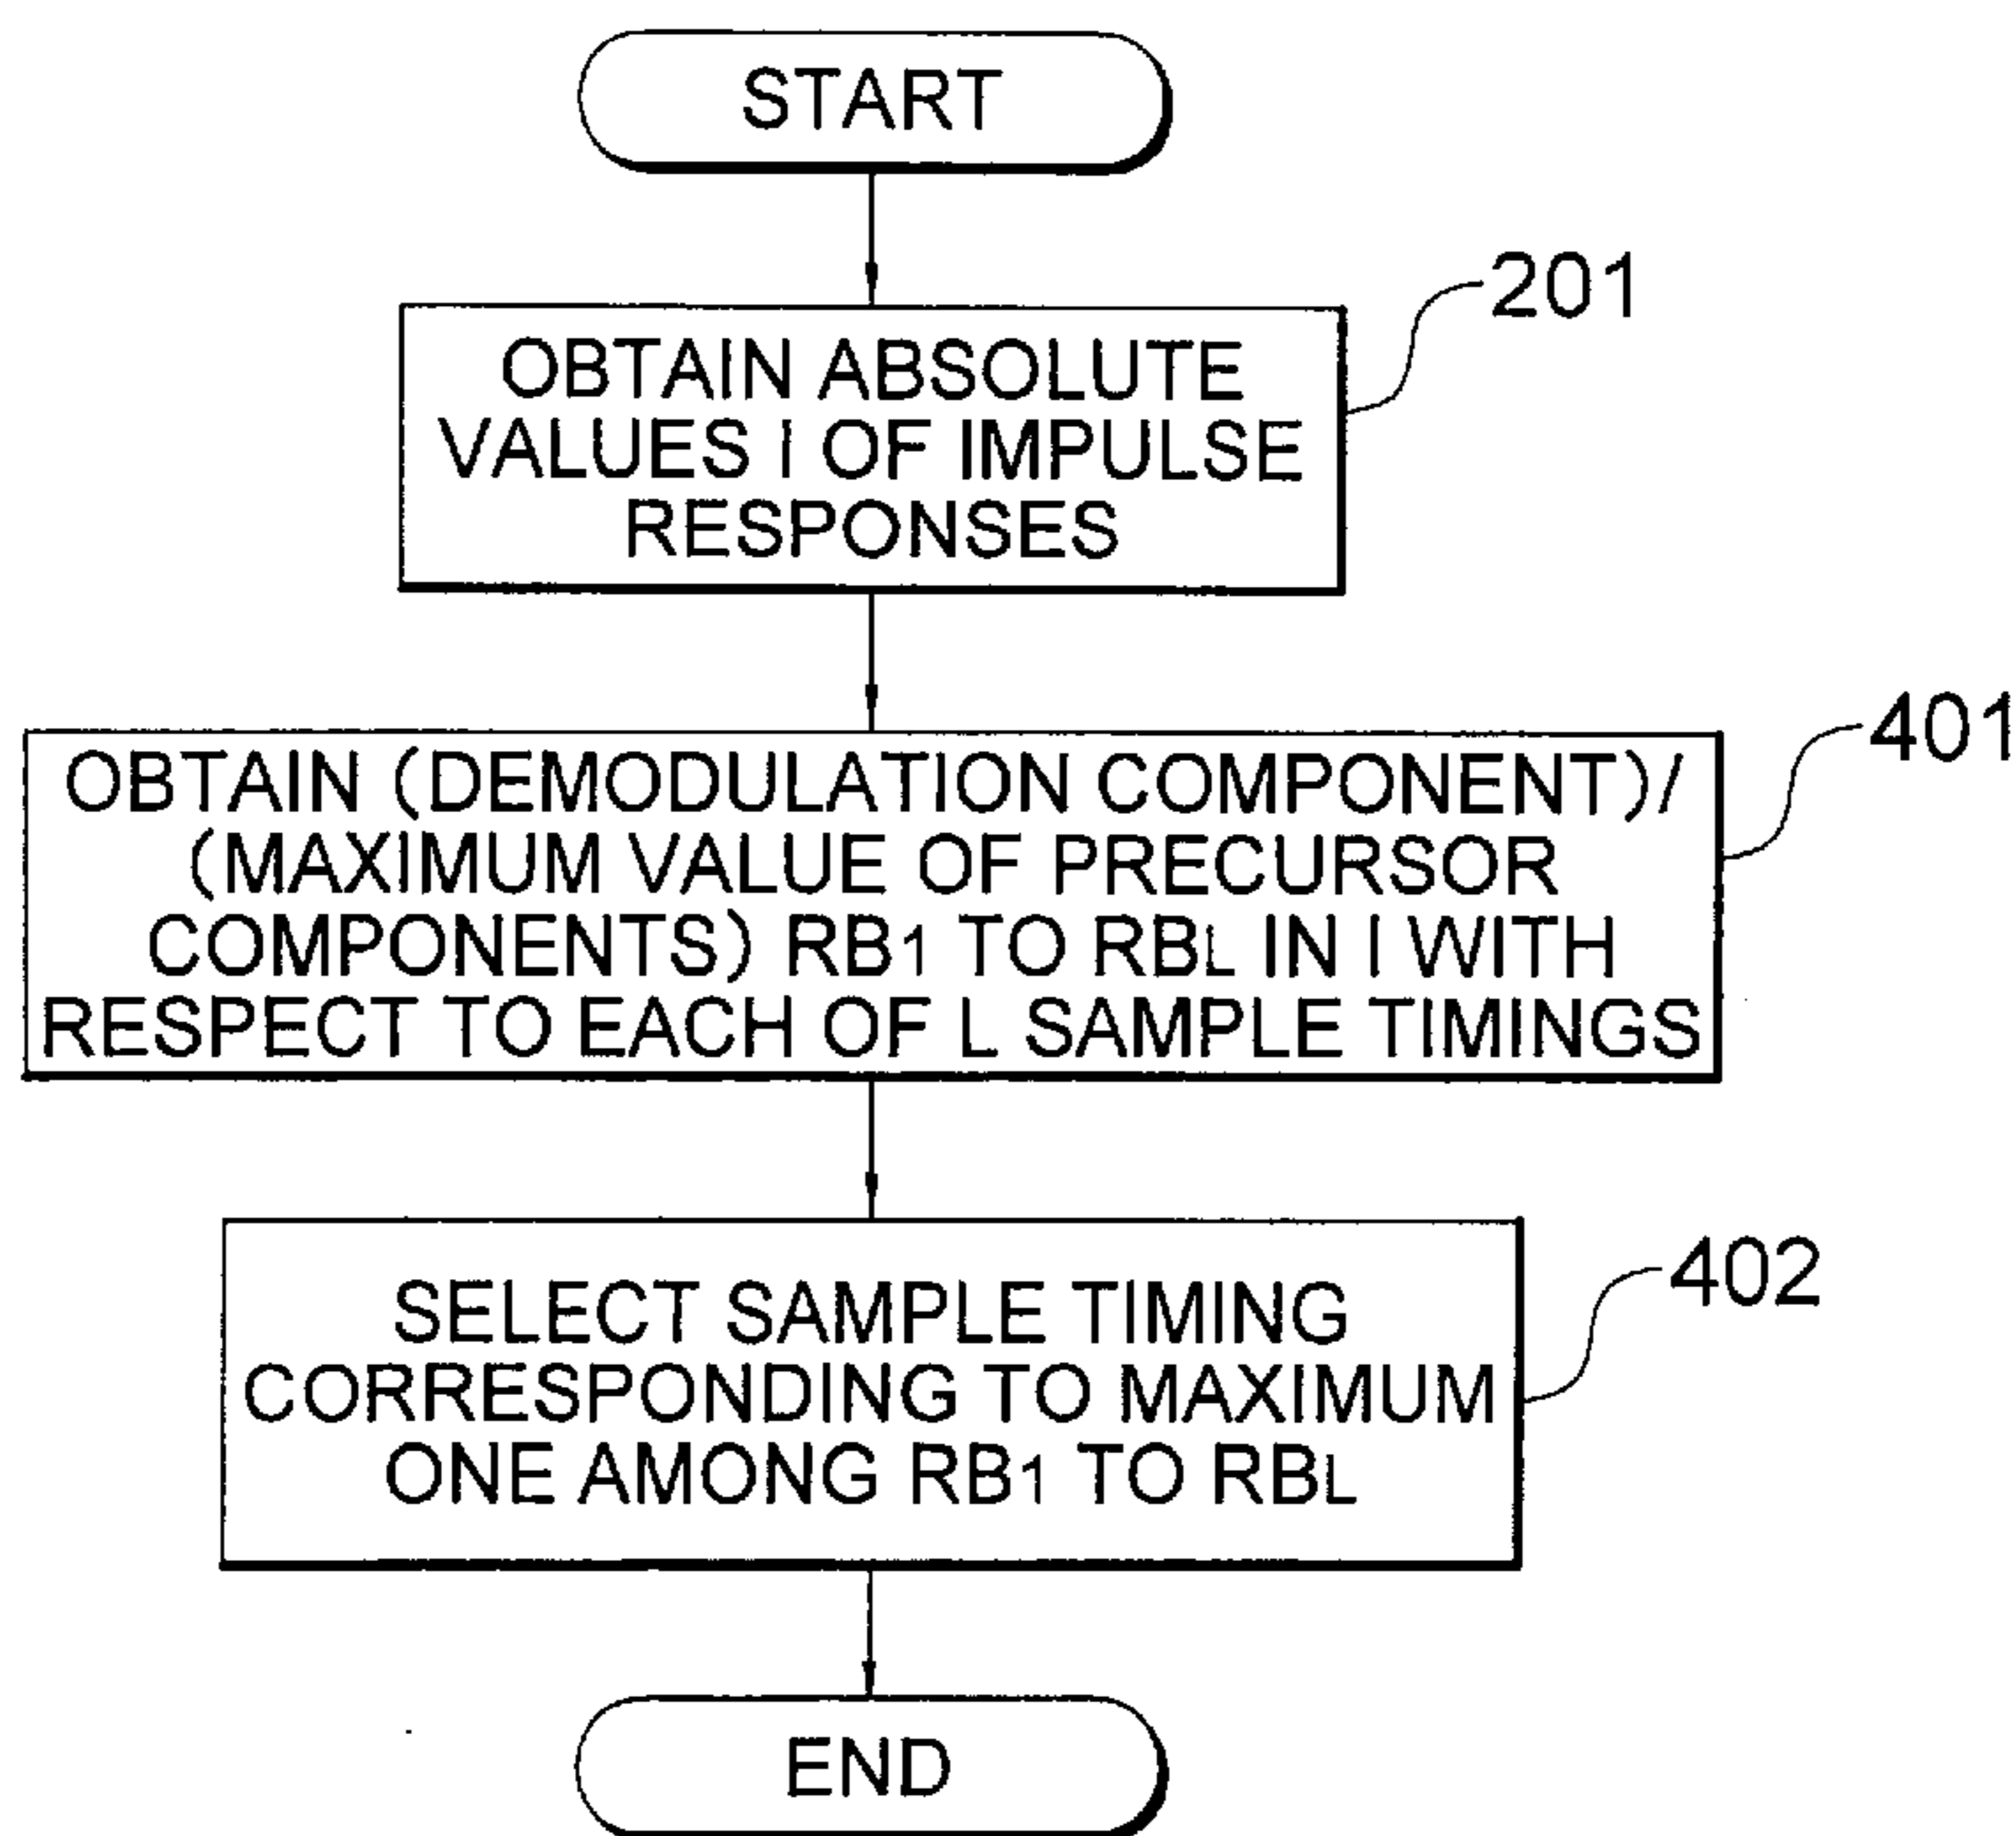 START
201
OBTAIN ABSOLUTE
VALUES I OF IMPULSE
RESPONSES
401
OBTAIN (DEMODULATION COMPONENT)/
(MAXIMUM VALUE OF PRECURSOR
COMPONENTS) RB1 TO RBL IN I WITH
RESPECT TO EACH OF L SAMPLE TIMINGS
402
SELECT SAMPLE TIMING
CORRESPONDING TO MAXIMUM
ONE AMONG RB1 TO RBL
END